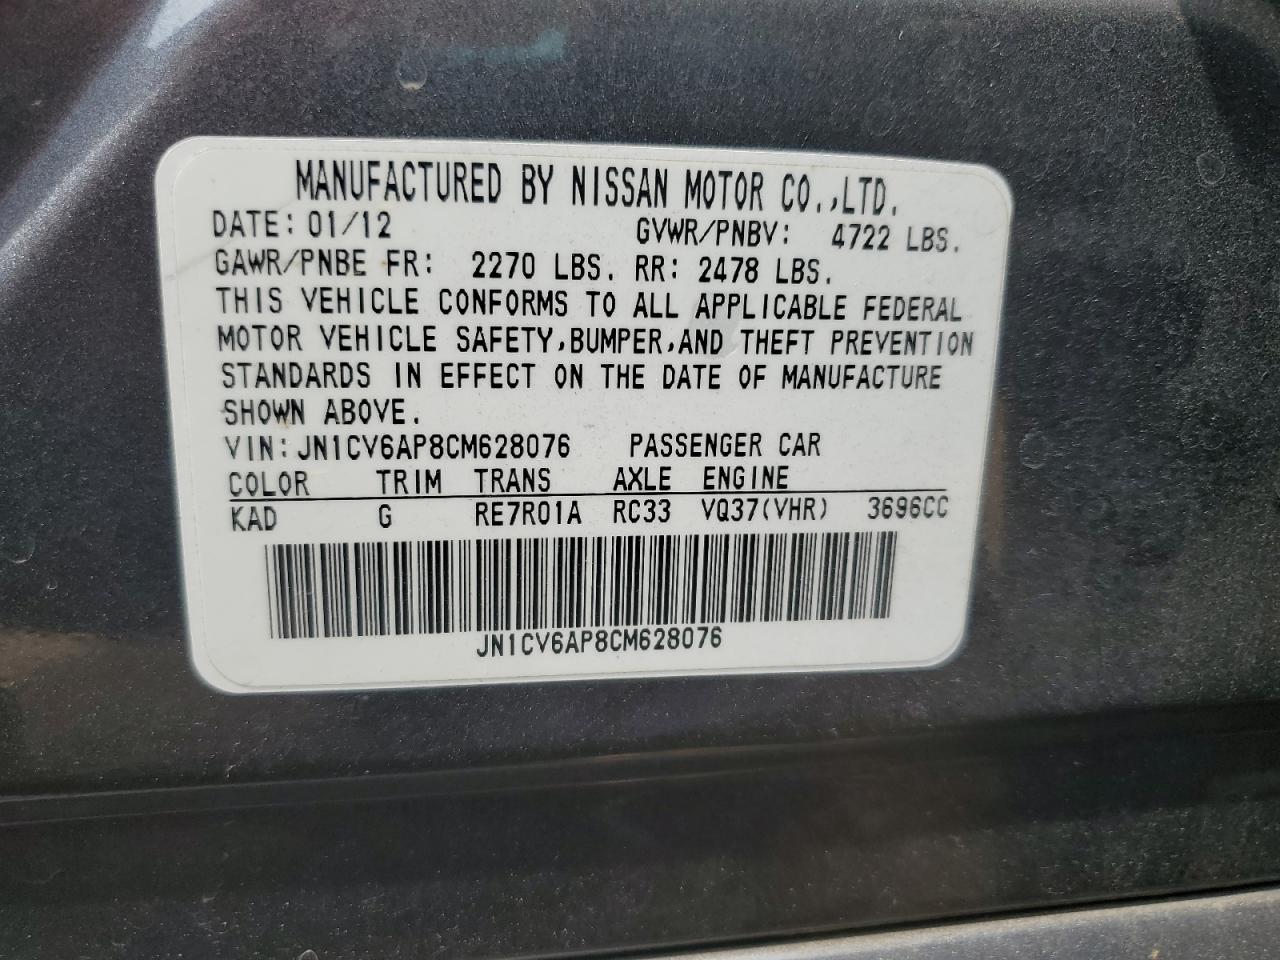 MANUFACTURED BY NISSAN MOTOR CO.,LTD.
DATE: 01/12 GVWR/PNBV: 4722 LBS.
GAWR/PNBE FR: 2270 LBS. RR: 2478 LBS.
THIS VEHICLE CONFORMS TO ALL APPLICABLE FEDERAL
MOTOR VEHICLE SAFETY,BUMPER,AND THEFT PREVENTION
STANDARDS IN EFFECT ON THE DATE OF MANUFACTURE
SHOWN ABOVE.
VIN:JN1CV6AP8CM628076 PASSENGER CAR
COLOR TRIM TRANS AXLE ENGINE
KAD G RE7R01A RC33 VQ37(VHR) 3696CC
JN1CV6AP8CM628076